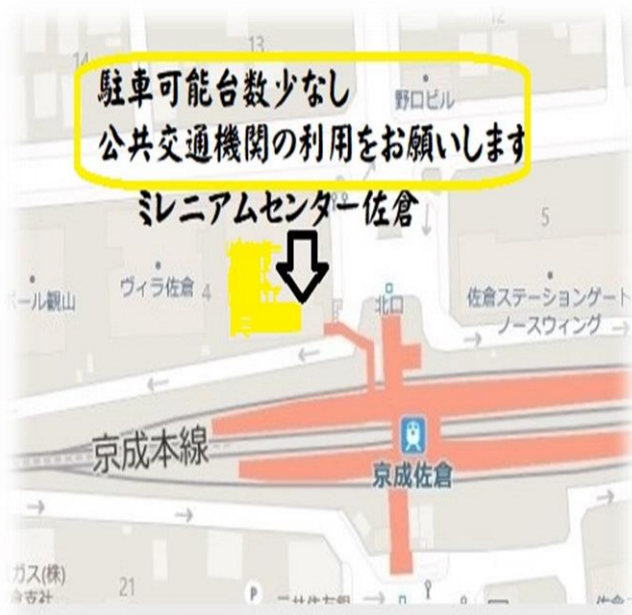 13
14
駐車可能台数少なし
野口ビル
公共交通機関の利用をお願いします
ミレニアムセンター佐倉
5
ヴィラ佐倉
4
ール観山
北口
佐倉ステーションゲート
ノースウィング
京成本線
京成佐倉
ガス(株)
倉支社
21
P